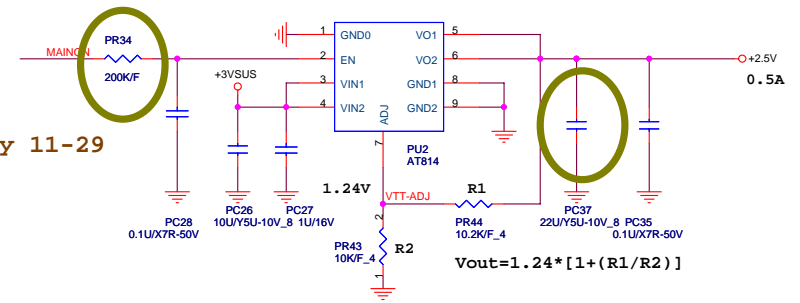 MAINON
PR34
200K/F
y 11-29
PC28
0.1U/X7R-50V
+3VSUS
PC26
10U/Y5U-10V_8
PC27
1U/16V
1
GND0
2
EN
3
VIN1
4
VIN2
VO1
5
VO2
6
GND1
8
GND2
9
ADJ
7
PU2
AT814
1.24V
VTT-ADJ
R1
PR44
10.2K/F_4
2
PR43
10K/F_4
R2
1
Vout=1.24*[1+(R1/R2)]
PC37
22U/Y5U-10V_8
PC35
0.1U/X7R-50V
+2.5V
0.5A